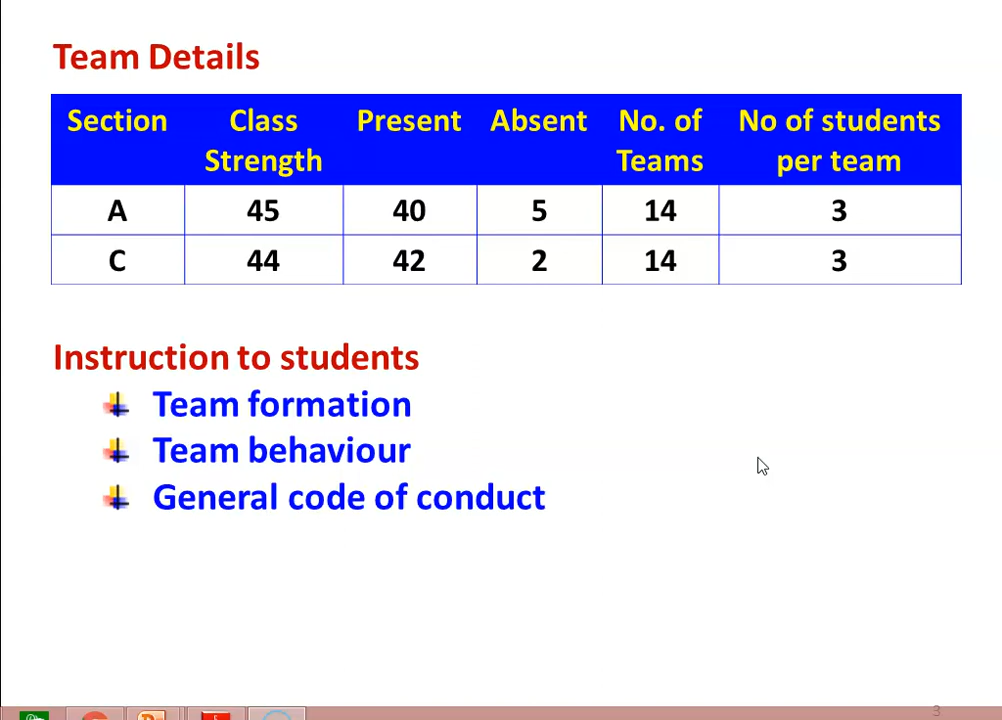 Team Details
Section Class Strength Present Absent No. of Teams No of students per team
A 45 40 5 14 3
C 44 42 2 14 3
Instruction to students
Team formation
Team behaviour
General code of conduct
3